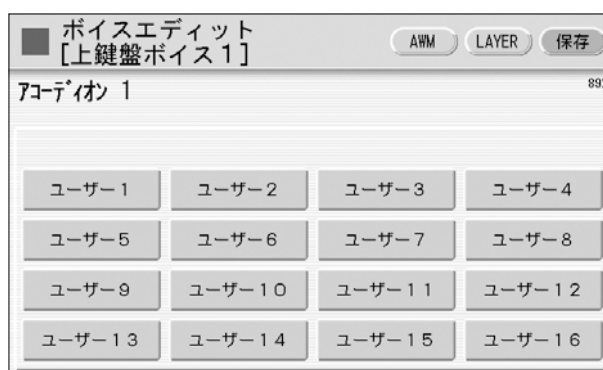 ボイスエディット
[上鍵盤ボイス1]
AWM LAYER 保存
アコーディオン 1
ユーザー1 ユーザー2 ユーザー3 ユーザー4
ユーザー5 ユーザー6 ユーザー7 ユーザー8
ユーザー9 ユーザー10 ユーザー11 ユーザー12
ユーザー13 ユーザー14 ユーザー15 ユーザー16